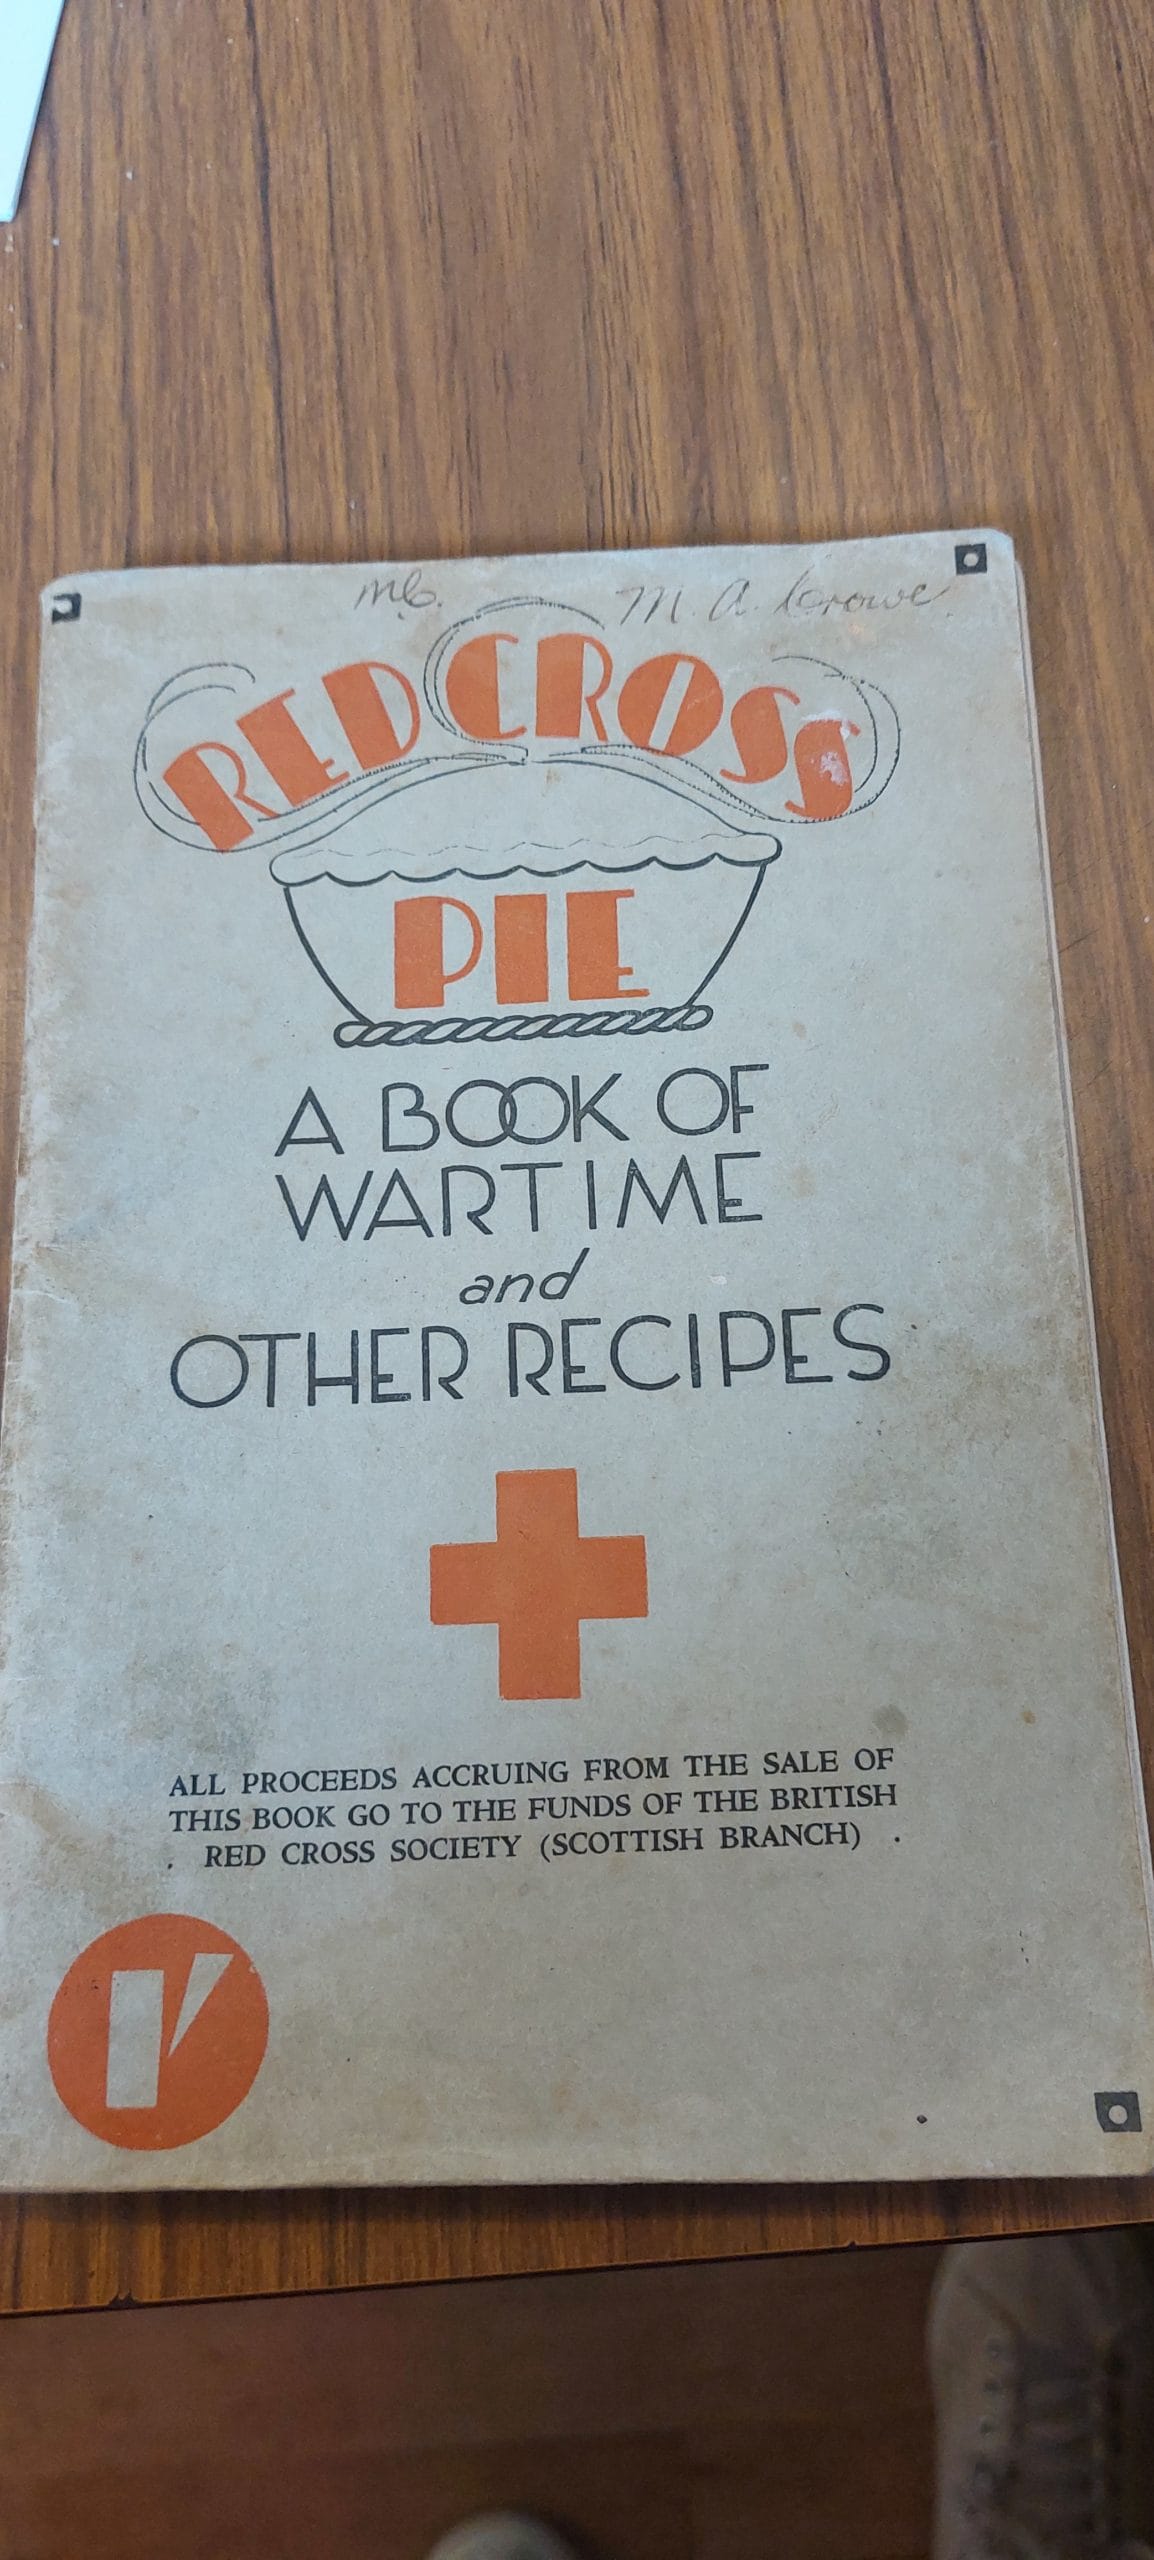 mc. M. A. Crowe.
RED CROSS
PIE
A BOOK OF
WARTIME
and
OTHER RECIPES
ALL PROCEEDS ACCRUING FROM THE SALE OF
THIS BOOK GO TO THE FUNDS OF THE BRITISH
. RED CROSS SOCIETY (SCOTTISH BRANCH) .
1/